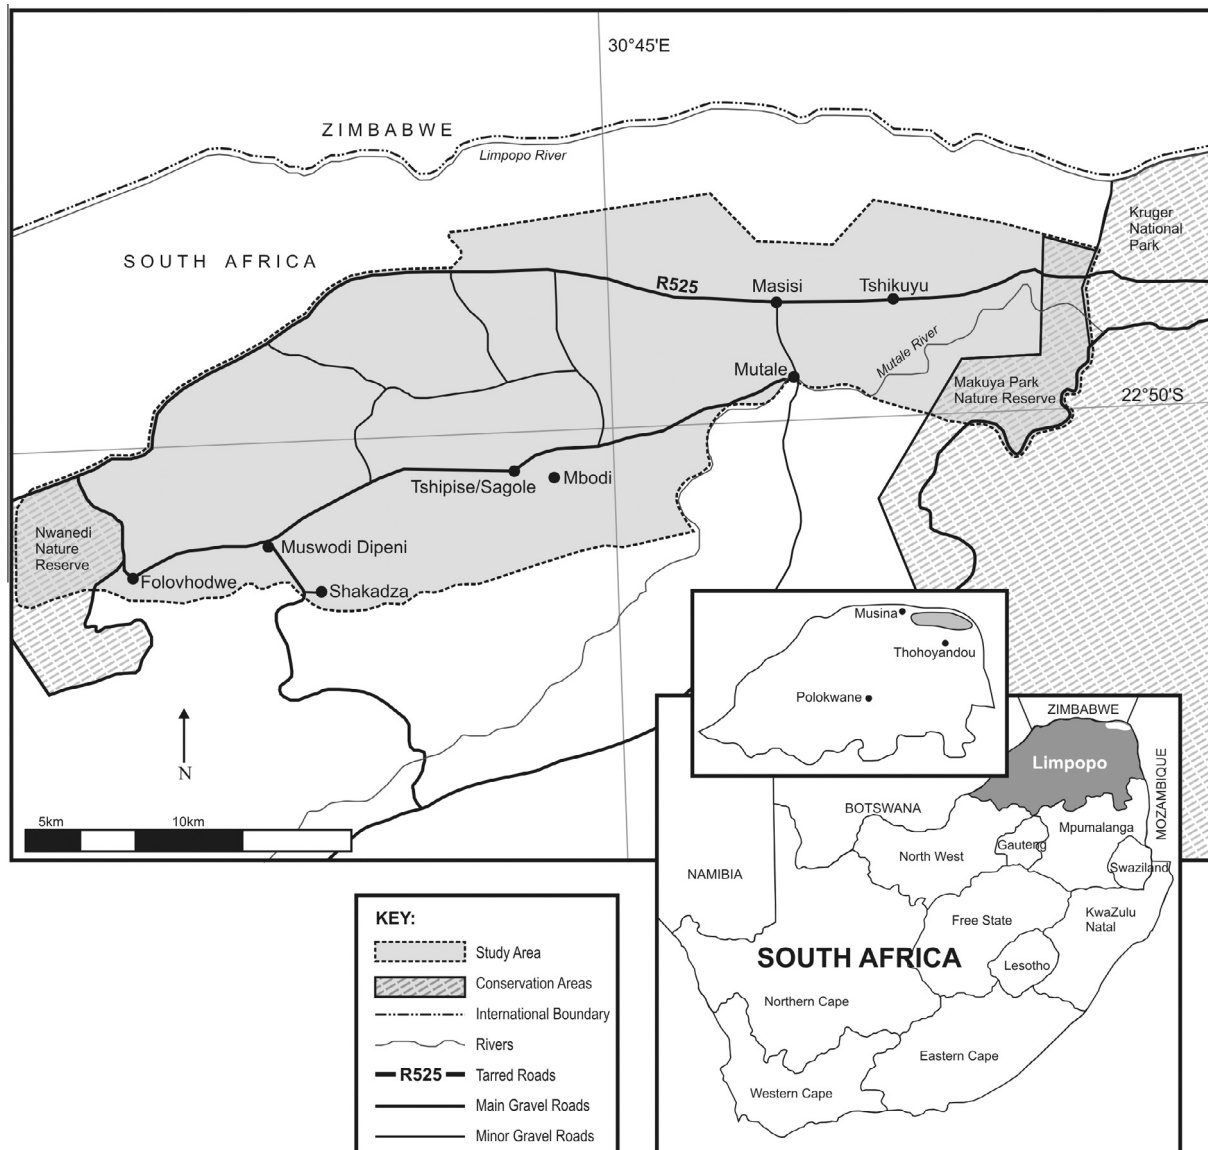 30°45'E
ZIMBABWE
Limpopo River
Kruger
National
Park
SOUTH AFRICA
R525
Masisi
Tshikuyu
Mutale River
Mutale
Makuya Park
Nature Reserve
22°50'S
Tshipise/Sagole
Mbodi
Nwanedi
Nature
Reserve
Muswodi Dipeni
Folovhodwe
Shakadza
N
5km
10km
Musina
Thohoyandou
Polokwane
ZIMBABWE
Limpopo
MOZAMBIQUE
BOTSWANA
Mpumalanga
Gauteng
North West
Swaziland
NAMIBIA
Free State
KwaZulu
Natal
SOUTH AFRICA
Lesotho
Northern Cape
Eastern Cape
Western Cape
KEY:
Study Area
Conservation Areas
International Boundary
Rivers
R525 Tarred Roads
Main Gravel Roads
Minor Gravel Roads